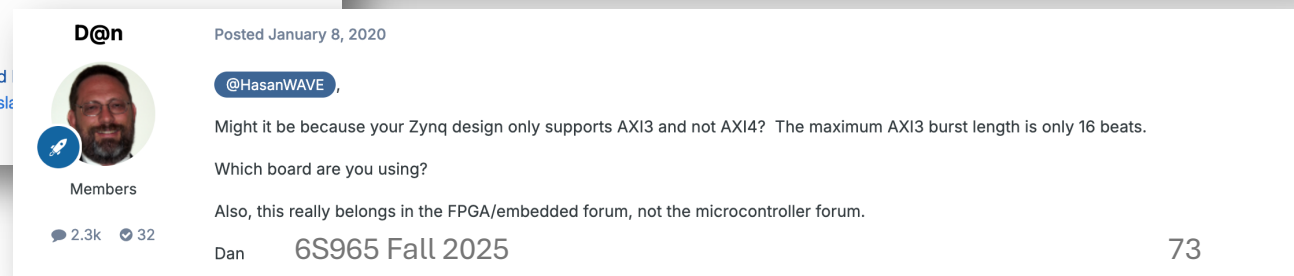 D@n
Posted January 8, 2020
@HasanWAVE,
Might it be because your Zynq design only supports AXI3 and not AXI4?  The maximum AXI3 burst length is only 16 beats.
Which board are you using?
Members
Also, this really belongs in the FPGA/embedded forum, not the microcontroller forum.
2.3k 32
Dan
6S965 Fall 2025
73